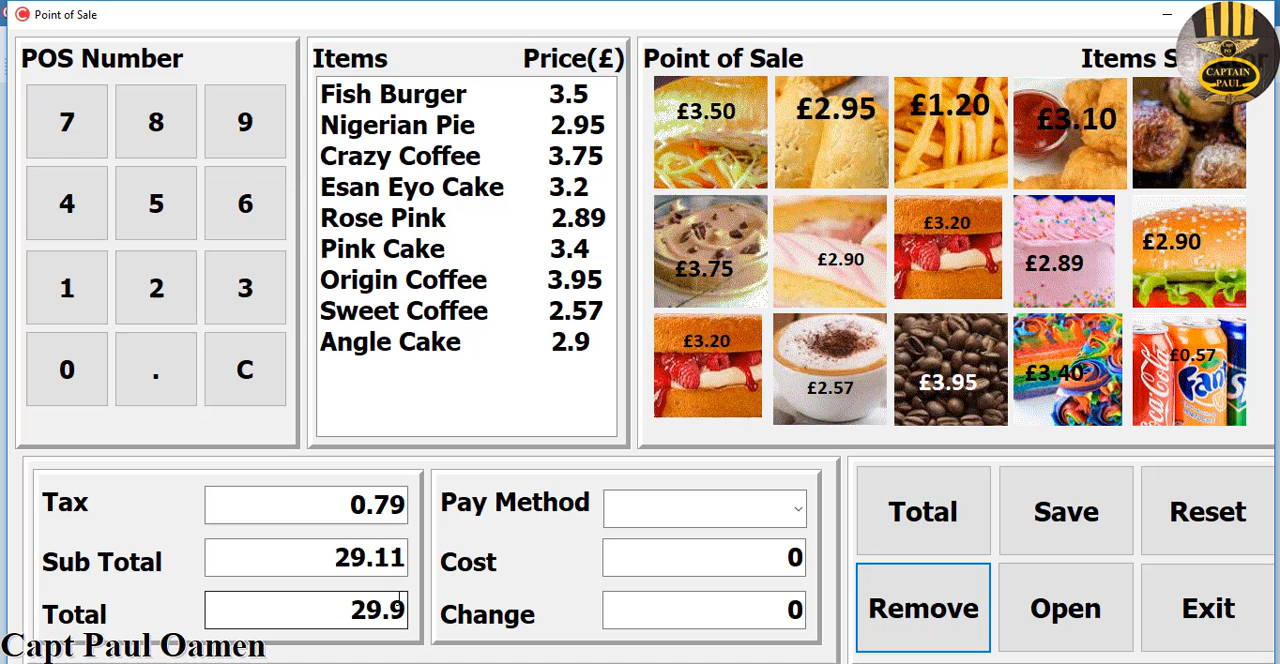 Point of Sale
POS Number
7 8 9
4 5 6
1 2 3
0 . C
Items Price(£)
Fish Burger 3.5
Nigerian Pie 2.95
Crazy Coffee 3.75
Esan Eyo Cake 3.2
Rose Pink 2.89
Pink Cake 3.4
Origin Coffee 3.95
Sweet Coffee 2.57
Angle Cake 2.9
Point of Sale Items
CAPTAIN
PAUL
£3.50 £2.95 £1.20 £3.10
£3.75 £2.90 £3.20 £2.89 £2.90
£3.20 £2.57 £3.95 £3.40 £0.57
Coca-Cola Fanta
Tax 0.79
Sub Total 29.11
Total 29.9
Pay Method
Cost 0
Change 0
Total Save Reset
Remove Open Exit
Capt Paul Oamen